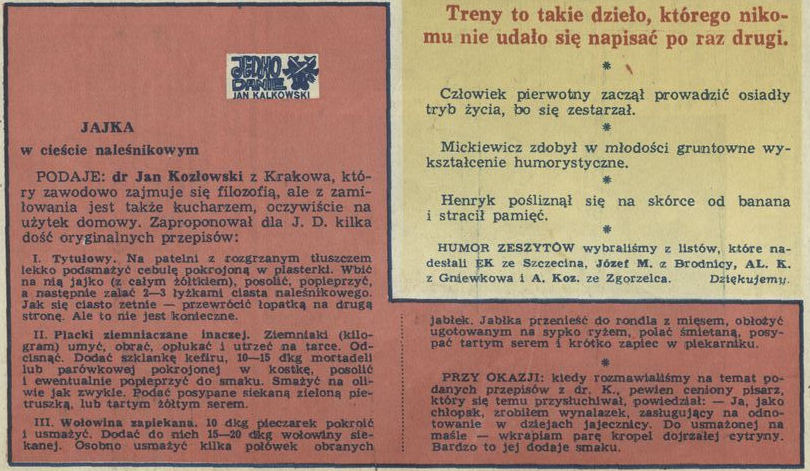 JEDNO
DANIE
JAN KALKOWSKI
JAJKA
w cieście naleśnikowym
PODAJE: dr Jan Kozłowski z Krakowa, któ-
ry zawodowo zajmuje się filozofią, ale z zami-
łowania jest także kucharzem, oczywiście na
użytek domowy. Zaproponował dla J. D. kilka
dość oryginalnych przepisów:
I. Tytułowy. Na patelni z rozgrzanym tłuszczem
lekko podsmażyć cebulę pokrojoną w plasterki. Wbić
na nią jajko (z całym żółtkiem), posolić, popieprzyć,
a następnie zalać 2—3 łyżkami ciasta naleśnikowego.
Jak się ciasto zetnie — przewrócić łopatką na drugą
stronę. Ale to nie jest konieczne.
II. Placki ziemniaczane inaczej. Ziemniaki (kilo-
gram) umyć, obrać, opłukać i utrzeć na tarce. Od-
cisnąć. Dodać szklankę kefiru, 10—15 dkg mortadeli
lub parówkowej pokrojonej w kostkę, posolić
i ewentualnie popieprzyć do smaku. Smażyć na oli-
wie jak zwykle. Podać posypane siekaną zieloną pie-
truszką, lub tartym żółtym serem.
III. Wołowina zapiekana. 10 dkg pieczarek pokroić
i usmażyć. Dodać do nich 15—20 dkg wołowiny sie-
kanej. Osobno usmażyć kilka połówek obranych
jabłek. Jabłka przenieść do rondla z mięsem, obłożyć
ugotowanym na sypko ryżem, polać śmietaną, posy-
pać tartym serem i krótko zapiec w piekarniku.
*
PRZY OKAZJI: kiedy rozmawialiśmy na temat po-
danych przepisów z dr. K., pewien ceniony pisarz,
który się temu przysłuchiwał, powiedział: — Ja, jako
chłopak, zrobiłem wynalazek, zasługujący na odno-
towanie w dziejach jajecznicy. Do usmażonej na
maśle — wkrapiam parę kropel dojrzałej cytryny.
Bardzo to jej dodaje smaku.
Treny to takie dzieło, którego niko-
mu nie udało się napisać po raz drugi.
*
Człowiek pierwotny zaczął prowadzić osiadły
tryb życia, bo się zestarzał.
*
Mickiewicz zdobył w młodości gruntowne wy-
kształcenie humorystyczne.
*
Henryk pośliznął się na skórce od banana
i stracił pamięć.
*
HUMOR ZESZYTÓW wybraliśmy z listów, które na-
desłali EK ze Szczecina, Józef M. z Brodnicy, AL. K.
z Gniewkowa i A. Koz. ze Zgorzelca. Dziękujemy.